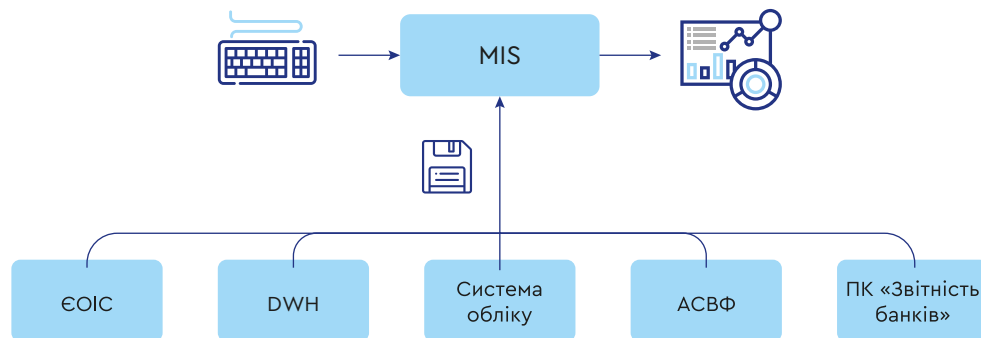 MIS
ЄОІС
DWH
Система
обліку
АСВФ
ПК «Звітність
банків»